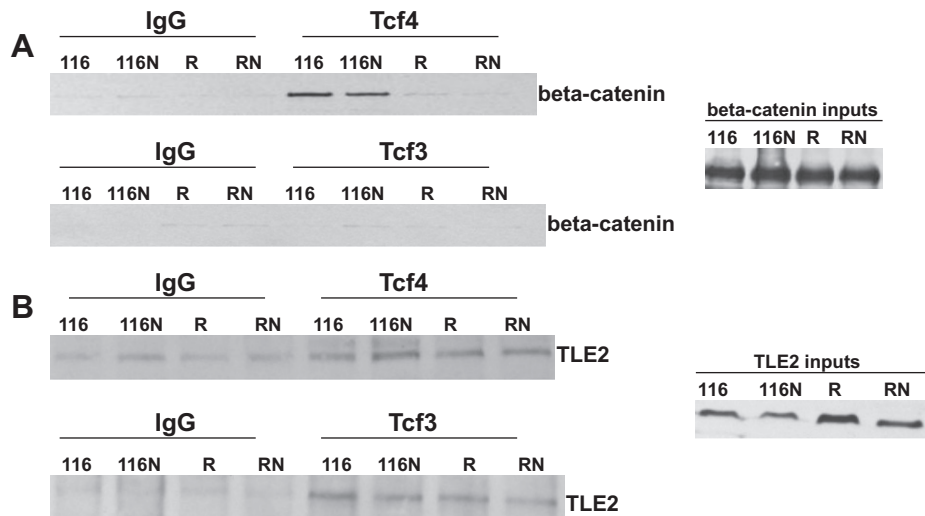 A
IgG Tcf4
116 116N R RN 116 116N R RN
beta-catenin
IgG Tcf3
116 116N R RN 116 116N R RN
beta-catenin
beta-catenin inputs
116 116N R RN
B
IgG Tcf4
116 116N R RN 116 116N R RN
TLE2
IgG Tcf3
116 116N R RN 116 116N R RN
TLE2
TLE2 inputs
116 116N R RN